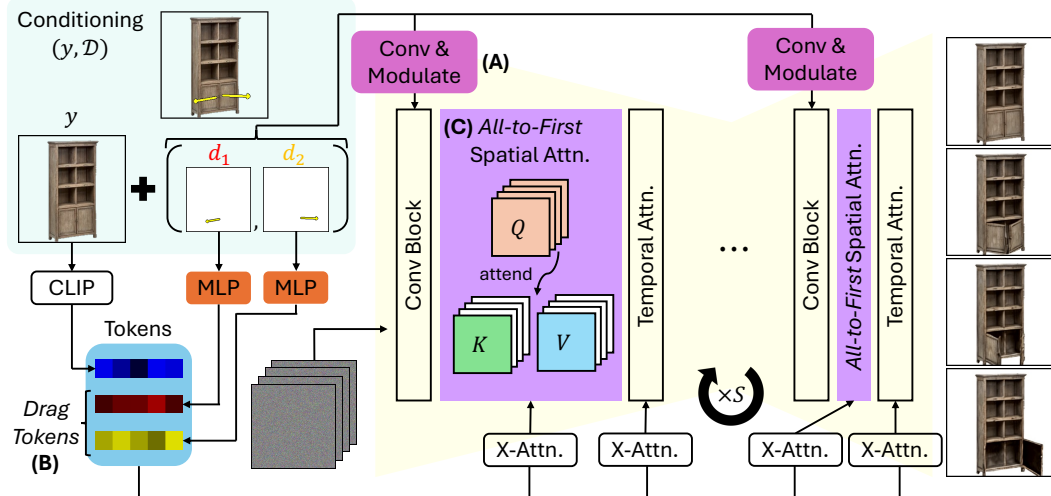 Conditioning
(y, 𝒟)
y
d₁
d₂
,
CLIP
MLP
MLP
Tokens
Drag
Tokens
(B)
Conv &
Modulate
(A)
Conv &
Modulate
Conv Block
(C) All-to-First
Spatial Attn.
Q
attend
K
V
Temporal Attn.
...
×S
Conv Block
All-to-First Spatial Attn.
Temporal Attn.
X-Attn.
X-Attn.
X-Attn.
X-Attn.